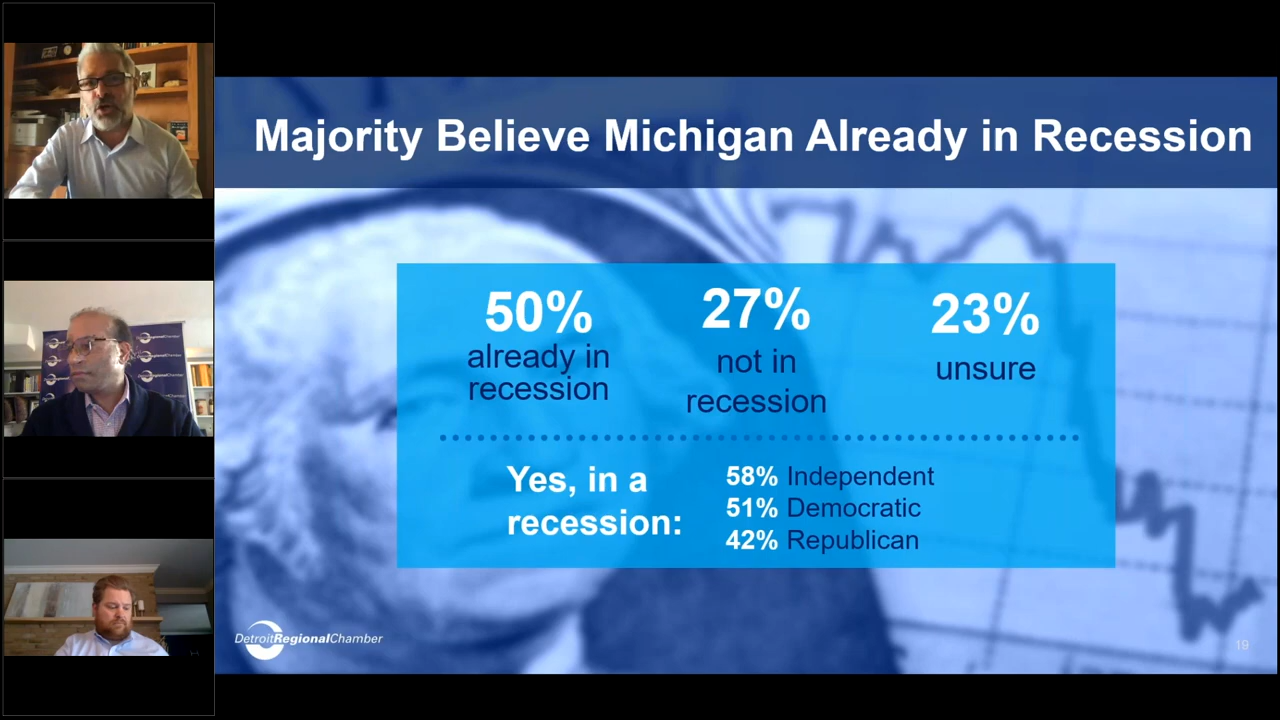 Majority Believe Michigan Already in Recession
50%
already in
recession
27%
not in
recession
23%
unsure
Yes, in a
recession:
58% Independent
51% Democratic
42% Republican
DetroitRegionalChamber
19